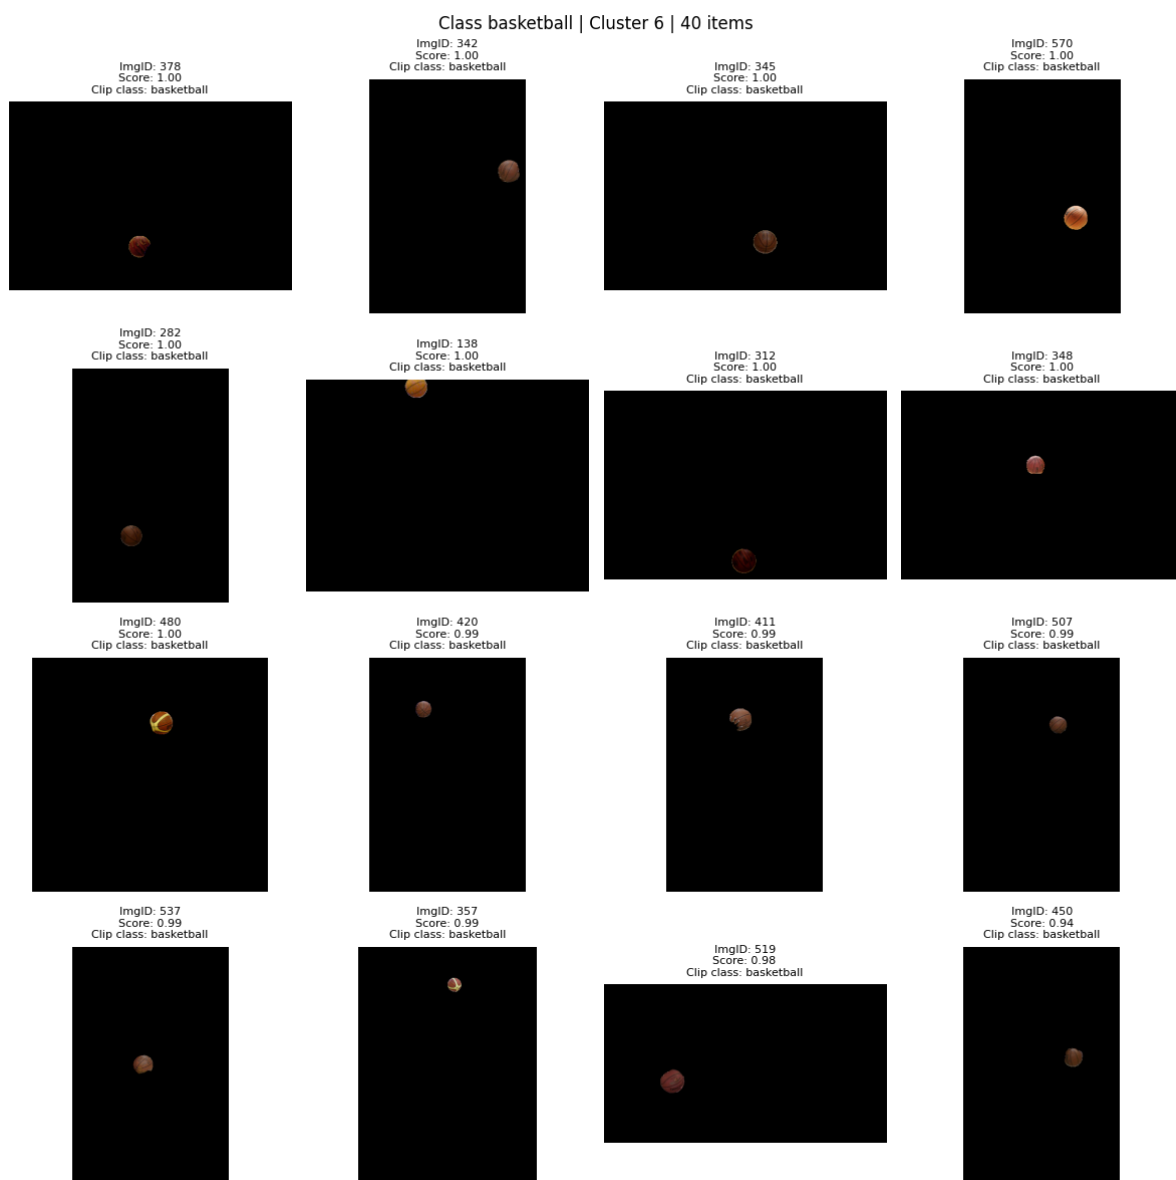 Class basketball | Cluster 6 | 40 items
ImgID: 378
Score: 1.00
Clip class: basketball
ImgID: 342
Score: 1.00
Clip class: basketball
ImgID: 345
Score: 1.00
Clip class: basketball
ImgID: 570
Score: 1.00
Clip class: basketball
ImgID: 282
Score: 1.00
Clip class: basketball
ImgID: 138
Score: 1.00
Clip class: basketball
ImgID: 312
Score: 1.00
Clip class: basketball
ImgID: 348
Score: 1.00
Clip class: basketball
ImgID: 480
Score: 1.00
Clip class: basketball
ImgID: 420
Score: 0.99
Clip class: basketball
ImgID: 411
Score: 0.99
Clip class: basketball
ImgID: 507
Score: 0.99
Clip class: basketball
ImgID: 537
Score: 0.99
Clip class: basketball
ImgID: 357
Score: 0.99
Clip class: basketball
ImgID: 519
Score: 0.98
Clip class: basketball
ImgID: 450
Score: 0.94
Clip class: basketball